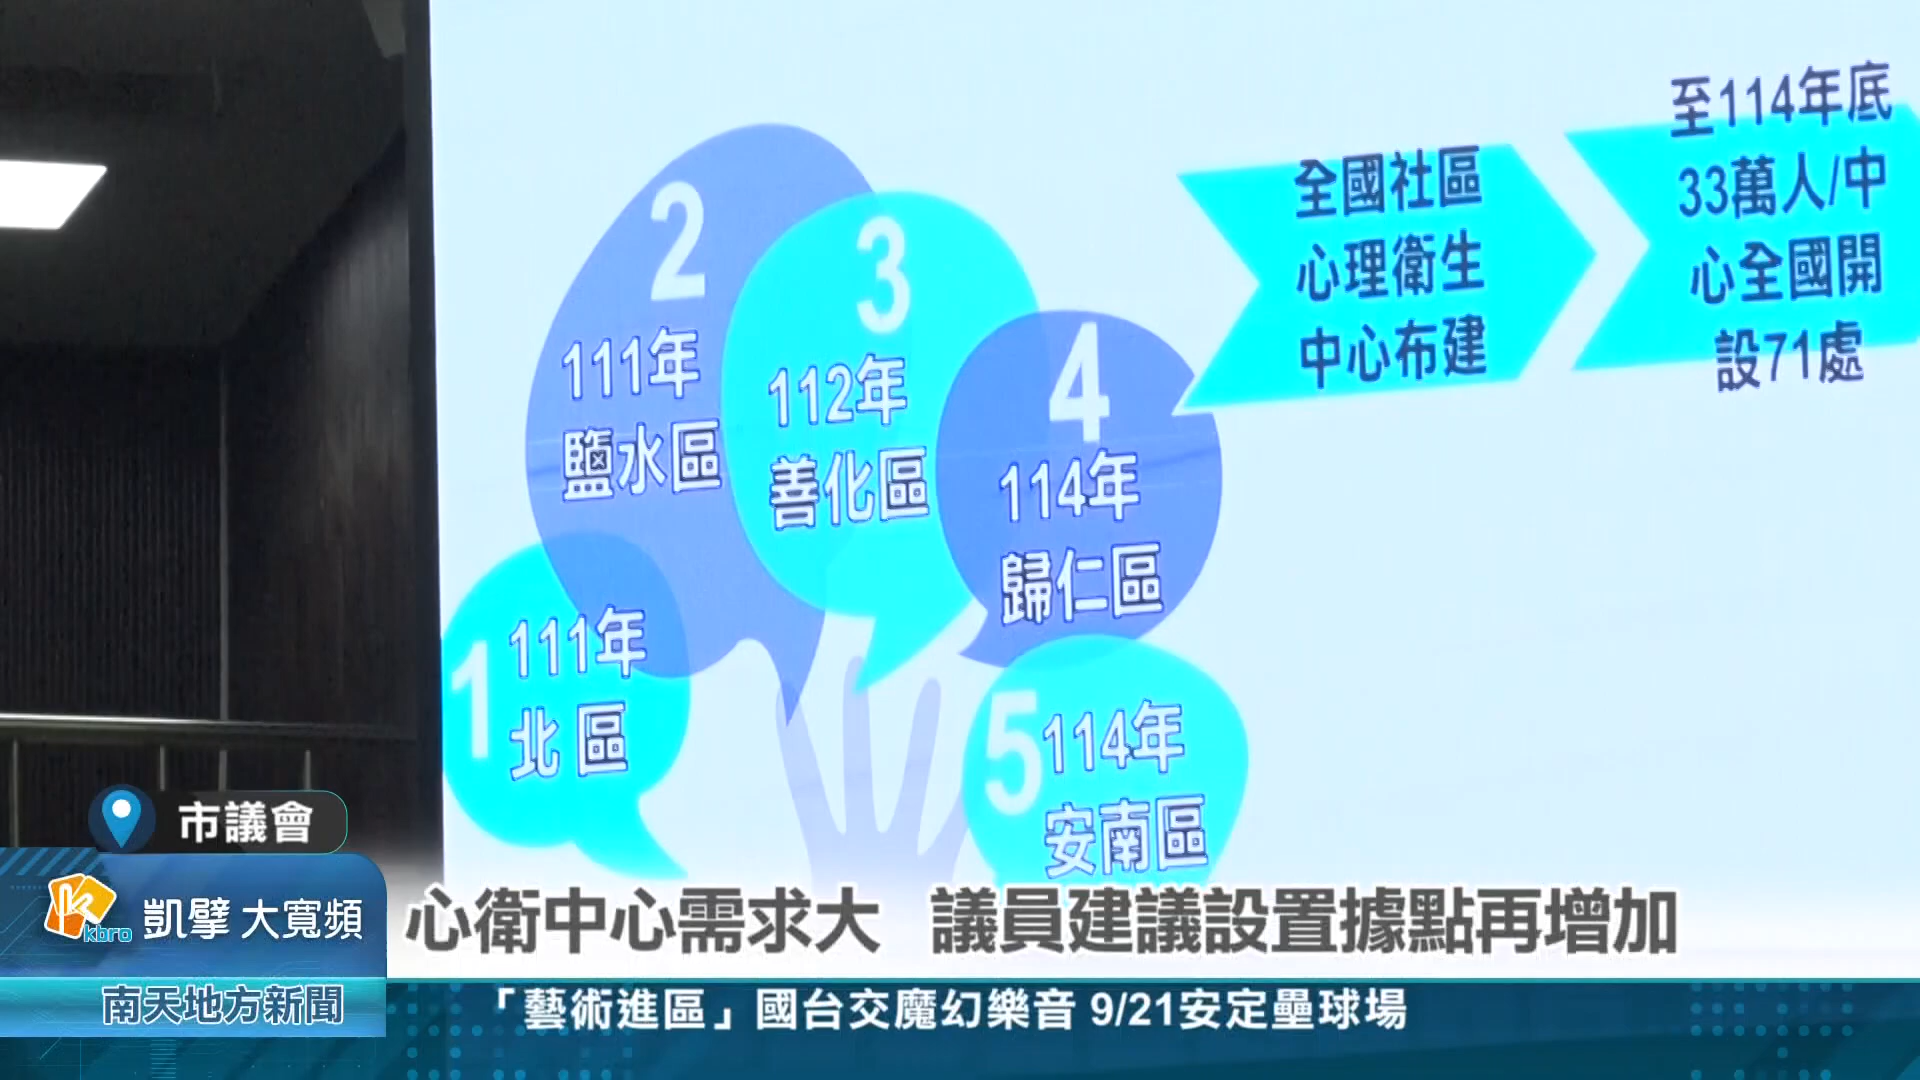 2
111年
鹽水區
3
112年
善化區
4
114年
歸仁區
1
111年
北區
5
114年
安南區
全國社區
心理衛生
中心布建
至114年底
33萬人/中
心全國開
設71處
市議會
kbro
凱擘大寬頻
南天地方新聞
心衛中心需求大 議員建議設置據點再增加
「藝術進區」國台交魔幻樂音 9/21安定壘球場